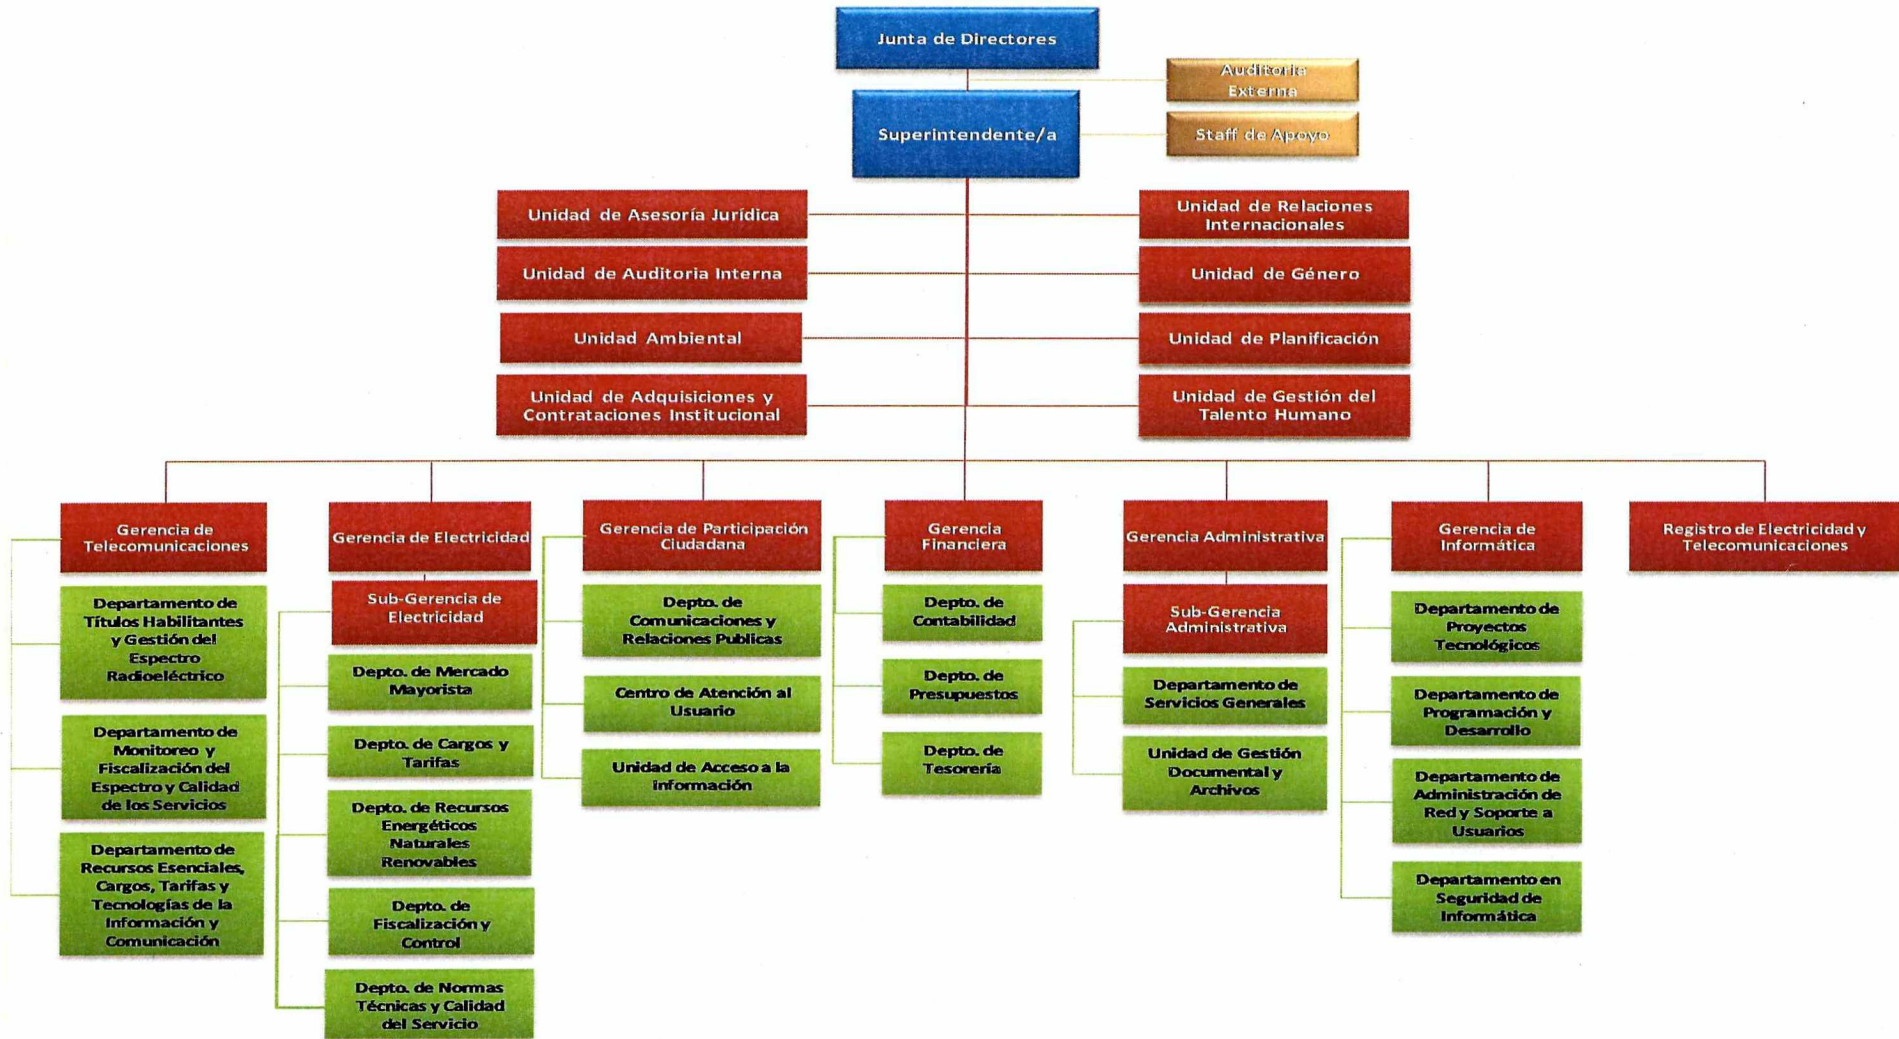 Junta de Directores
Auditoria
Externa
Superintendente/a
Staff de Apoyo
Unidad de Asesoría Jurídica
Unidad de Relaciones
Internacionales
Unidad de Auditoria Interna
Unidad de Género
Unidad Ambiental
Unidad de Planificación
Unidad de Adquisiciones y
Contrataciones Institucional
Unidad de Gestión del
Talento Humano
Gerencia de
Telecomunicaciones
Departamento de
Títulos Habilitantes
y Gestión del
Espectro
Radioeléctrico
Departamento de
Monitoreo y
Fiscalización del
Espectro y Calidad
de los Servicios
Departamento de
Recursos Esenciales,
Cargos, Tarifas y
Tecnologías de la
Información y
Comunicación
Gerencia de Electricidad
Sub-Gerencia de
Electricidad
Depto. de Mercado
Mayorista
Depto. de Cargos y
Tarifas
Depto. de Recursos
Energéticos
Naturales
Renovables
Depto. de
Fiscalización y
Control
Depto. de Normas
Técnicas y Calidad
del Servicio
Gerencia de Participación
Ciudadana
Depto. de
Comunicaciones y
Relaciones Publicas
Centro de Atención al
Usuario
Unidad de Acceso a la
información
Gerencia
Financiera
Depto. de
Contabilidad
Depto. de
Presupuestos
Depto. de
Tesorería
Gerencia Administrativa
Sub-Gerencia
Administrativa
Departamento de
Servicios Generales
Unidad de Gestión
Documental y
Archivos
Gerencia de
Informática
Departamento de
Proyectos
Tecnológicos
Departamento de
Programación y
Desarrollo
Departamento de
Administración de
Red y Soporte a
Usuarios
Departamento en
Seguridad de
Informática
Registro de Electricidad y
Telecomunicaciones